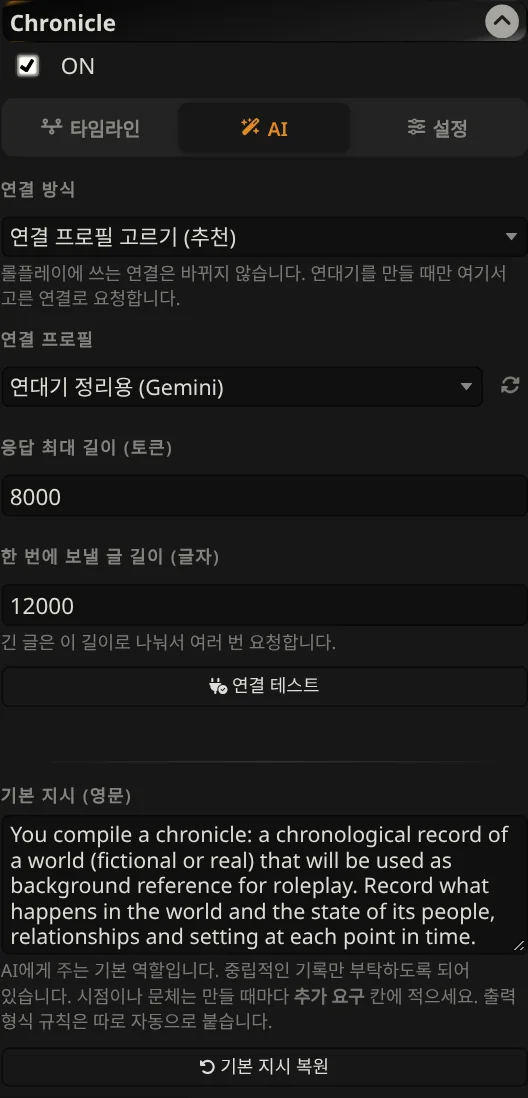 Chronicle
ON
타임라인
AI
설정
연결 방식
연결 프로필 고르기 (추천)
롤플레이에 쓰는 연결은 바뀌지 않습니다. 연대기를 만들 때만 여기서
고른 연결로 요청합니다.
연결 프로필
연대기 정리용 (Gemini)
응답 최대 길이 (토큰)
8000
한 번에 보낼 글 길이 (글자)
12000
긴 글은 이 길이로 나눠서 여러 번 요청합니다.
연결 테스트
기본 지시 (영문)
You compile a chronicle: a chronological record of
a world (fictional or real) that will be used as
background reference for roleplay. Record what
happens in the world and the state of its people,
relationships and setting at each point in time.
AI에게 주는 기본 역할입니다. 중립적인 기록만 부탁하도록 되어
있습니다. 시점이나 문체는 만들 때마다 추가 요구 칸에 적으세요. 출력
형식 규칙은 따로 자동으로 붙습니다.
기본 지시 복원